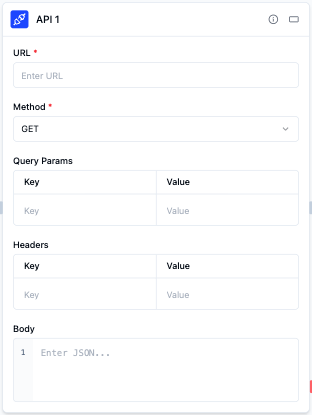 API 1
URL *
Enter URL
Method *
GET
Query Params
Key Value
Key Value
Headers
Key Value
Key Value
Body
1 Enter JSON...